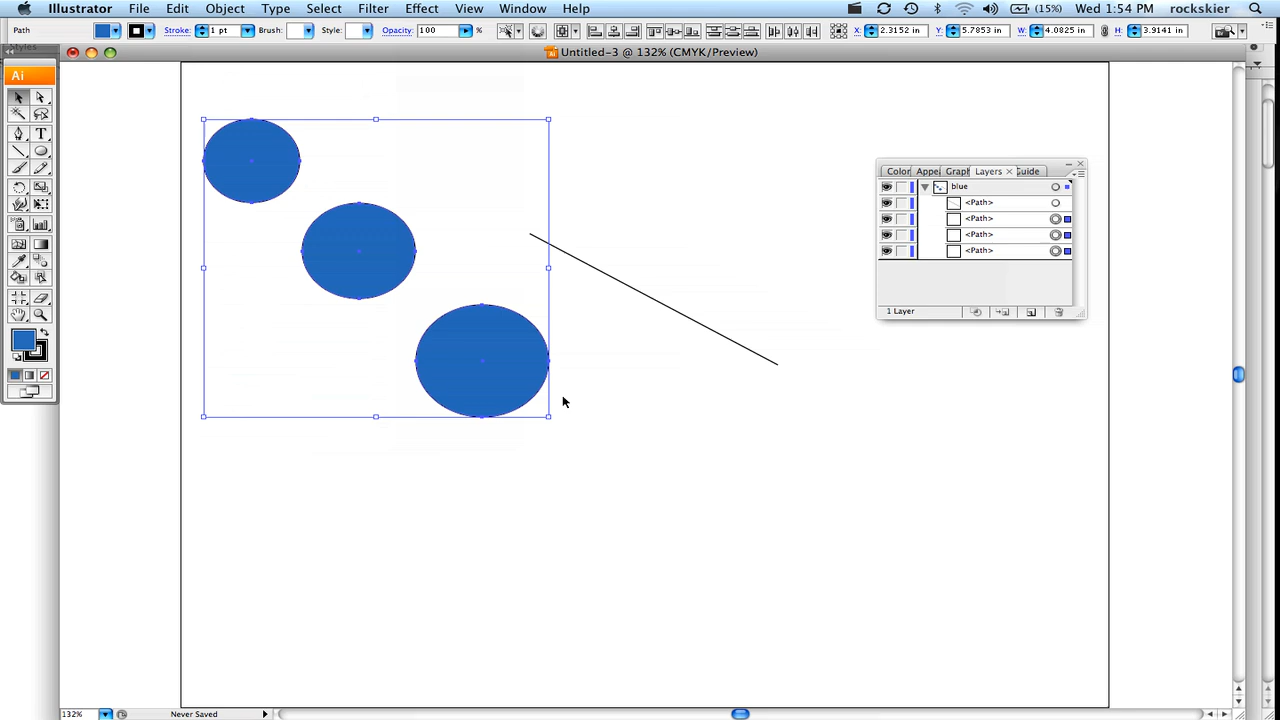 Illustrator File Edit Object Type Select Filter Effect View Window Help (15%) Wed 1:54 PM rockskier
Path Stroke: 1 pt Brush: Style: Opacity: 100 % X: 2.3152 in Y: 5.7853 in W: 4.0825 in H: 3.9141 in
Untitled-3 @ 132% (CMYK/Preview)
Ai
T
Color Appe Graph Layers Guide
blue
<Path>
<Path>
<Path>
<Path>
1 Layer
132% Never Saved